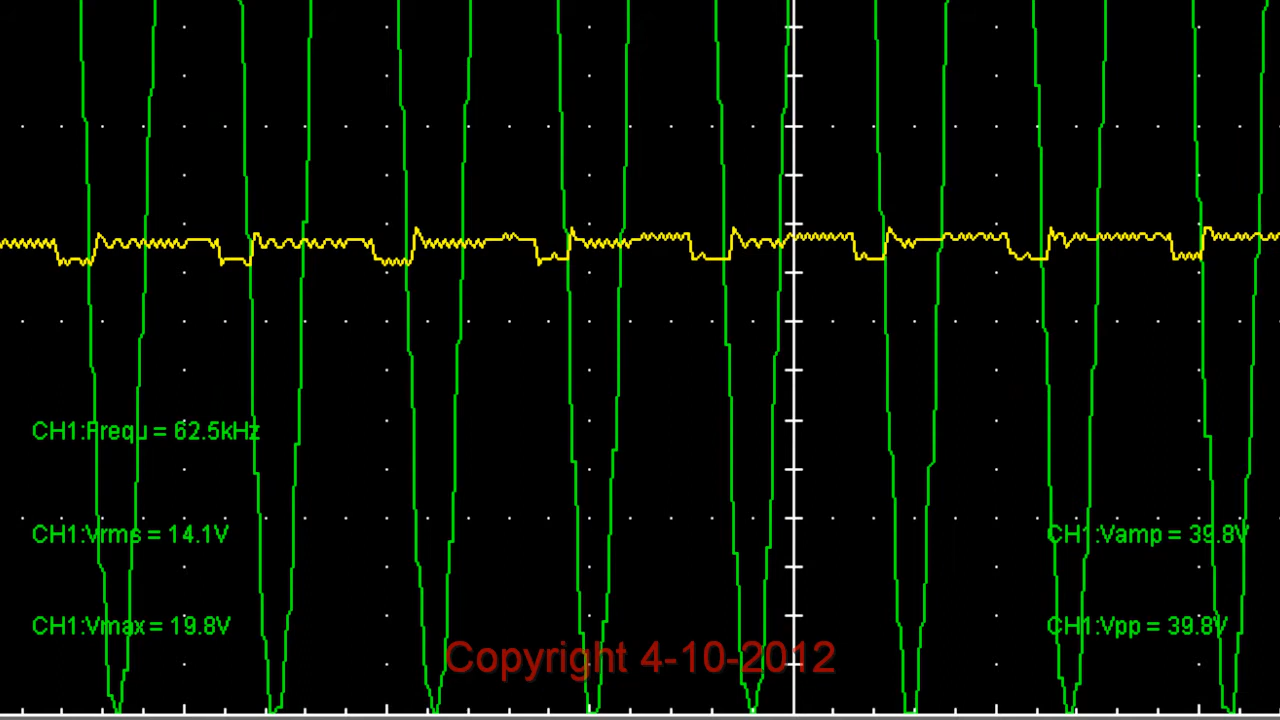 CH1:Frequ = 62.5kHz
CH1:Vrms = 14.1V
CH1:Vamp = 39.8V
CH1:Vmax = 19.8V
CH1:Vpp = 39.8V
Copyright 4-10-2012